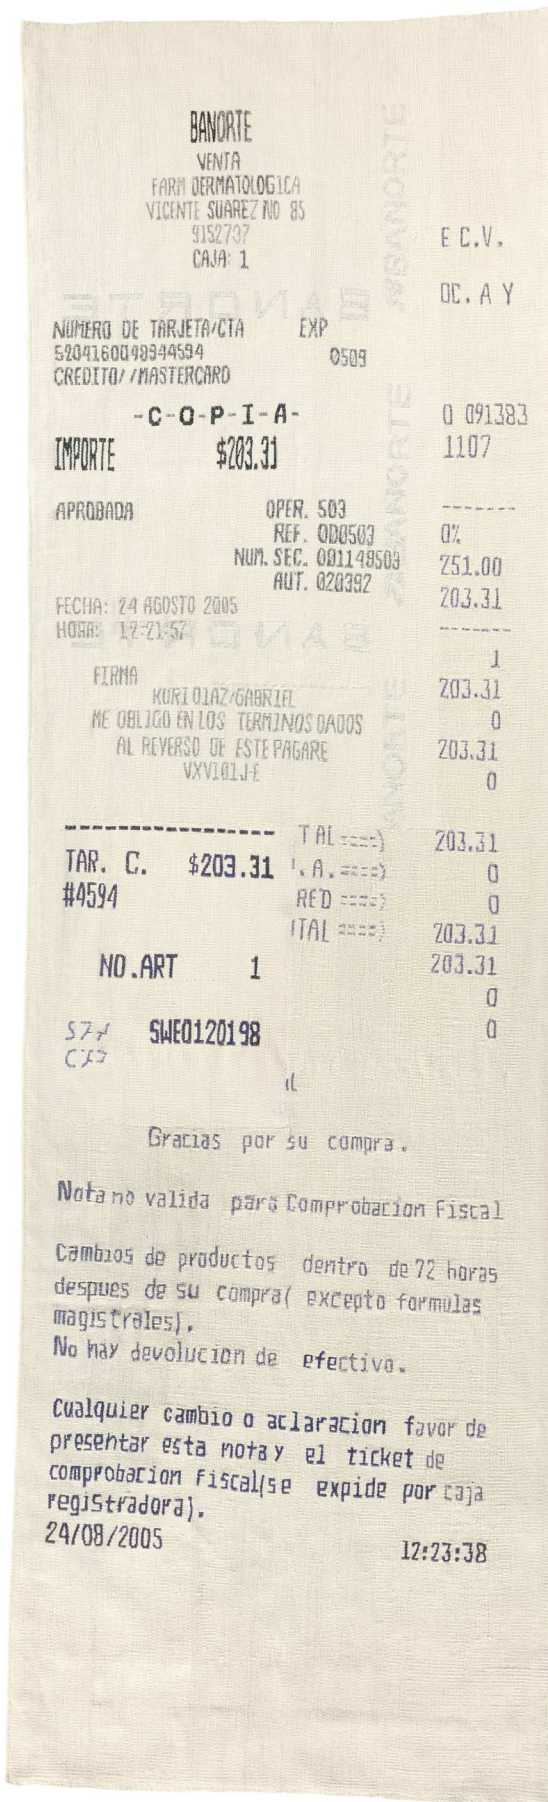 BANORTE
VENTA
FARM DERMATOLOGICA
VICENTE SUAREZ NO 85
9152737
E C.V.
CAJA: 1
OC. A Y
NUMERO DE TARJETA/CTA EXP
5204160048944594 0509
CREDITO//MASTERCARD
-C-O-P-I-A-
0 091383
IMPORTE $203.31
1107
-------
APROBADA OPER. 503
REF. 000503 0%
NUM. SEC. 001148503 251.00
AUT. 020392
FECHA: 24 AGOSTO 2005 203.31
HORA: 12:21:57
-------
1
FIRMA 203.31
KURI DIAZ/GABRIEL
ME OBLIGO EN LOS TERMINOS DADOS 0
AL REVERSO DE ESTE PAGARE 203.31
VXVI01J-E 0
------------------ TAL ====) 203.31
TAR. C. $203.31 .A.====) 0
#4594 RED ====) 0
TAL ====) 203.31
NO.ART 1 203.31
0
SWE0120198 0
Gracias por su compra.
Nota no valida para Comprobacion Fiscal
Cambios de productos dentro de 72 horas
despues de su compra( excepto formulas
magistrales).
No hay devolucion de efectivo.
Cualquier cambio o aclaracion favor de
presentar esta nota y el ticket de
comprobacion fiscal(se expide por caja
registradora).
24/08/2005 12:23:38